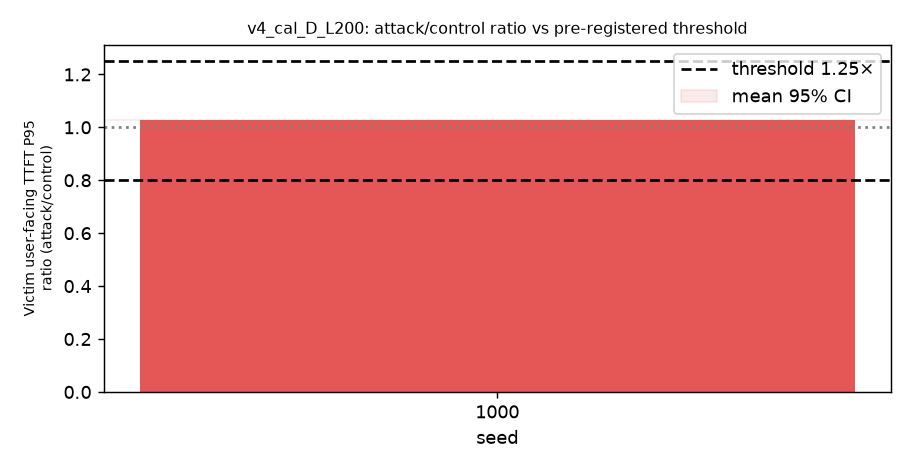 v4_cal_D_L200: attack/control ratio vs pre-registered threshold
Victim user-facing TTFT P95
ratio (attack/control)
1.2
1.0
0.8
0.6
0.4
0.2
0.0
threshold 1.25×
mean 95% CI
1000
seed